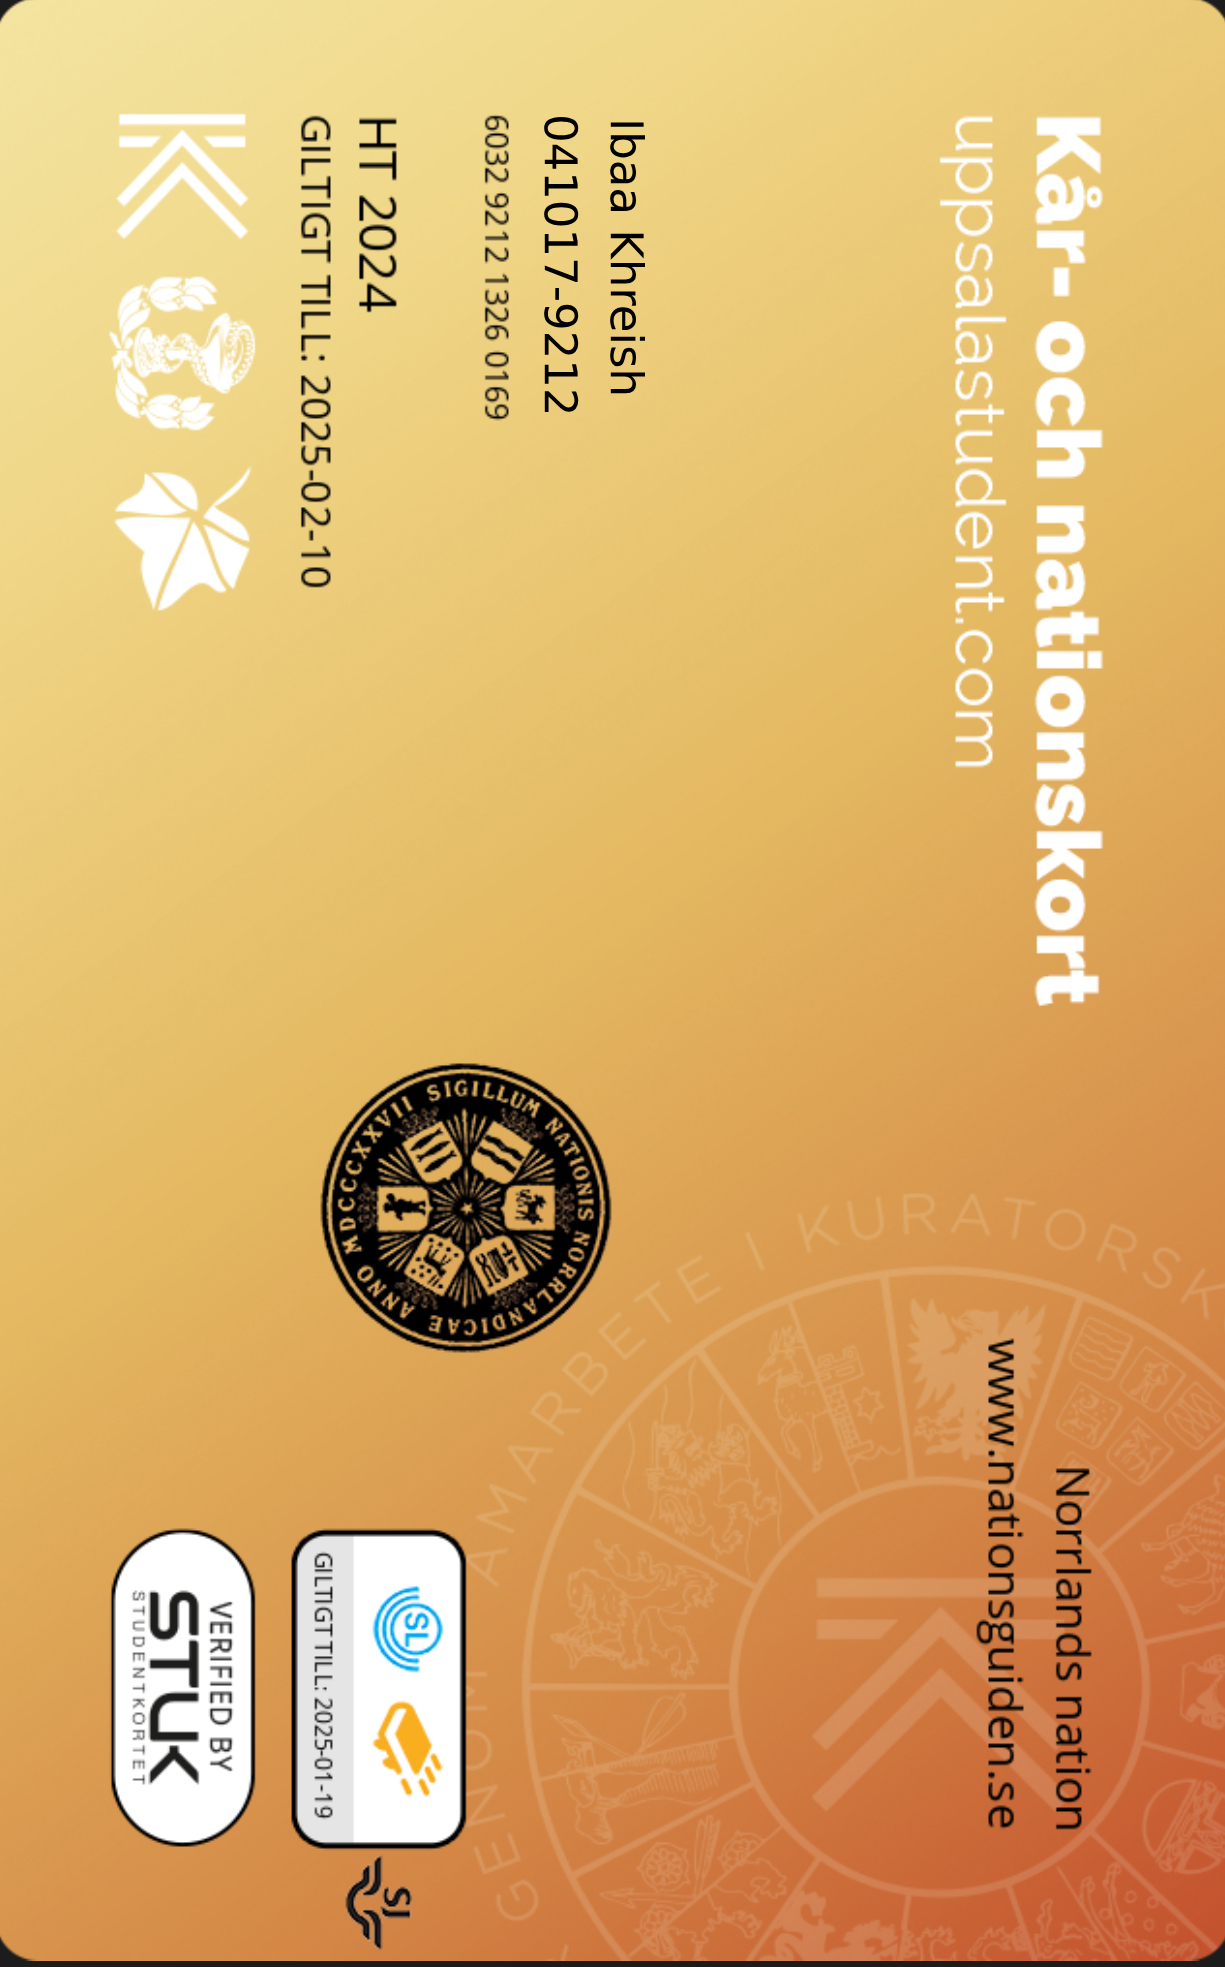 Kår- och nationskort
uppsalastudent.com
Norrlands nation
www.nationsguiden.se
Ibaa Khreish
041017-9212
6032 9212 1326 0169
HT 2024
GILTIGT TILL: 2025-02-10
SIGILLUM NATIONIS NORRLANDICAE ANNO MDCCCXXVII
SL
GILTIGT TILL: 2025-01-19
SJ
VERIFIED BY
STUK
STUDENTKORTET
GENOM
AMARBETE I KURATORSK